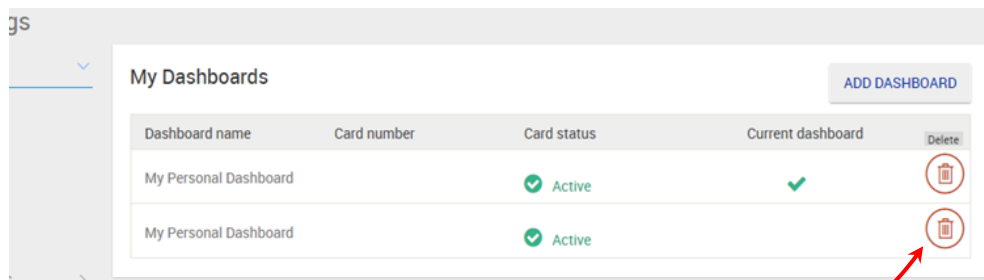 gs
My Dashboards
ADD DASHBOARD
Dashboard name Card number Card status Current dashboard Delete
My Personal Dashboard Active
My Personal Dashboard Active